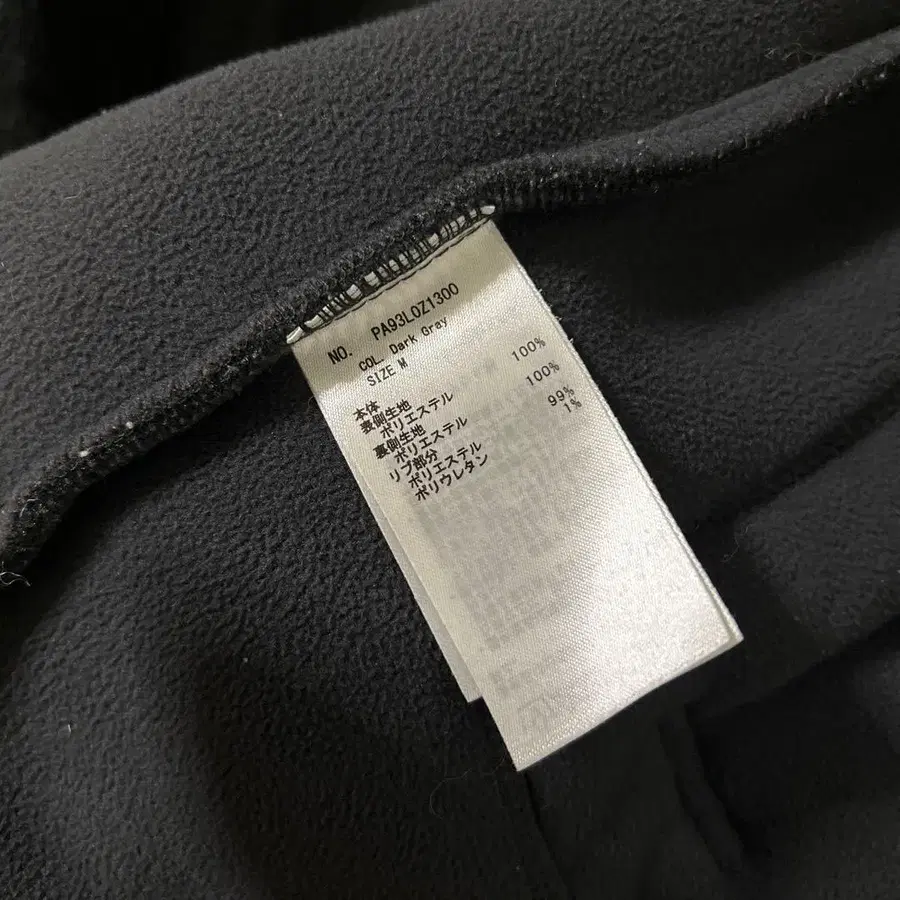 NO. PA93LOZ1300
COL. Dark Gray
SIZE M
本体
表側生地
ポリエステル 100%
裏側生地
ポリエステル 100%
リブ部分
ポリエステル 99%
ポリウレタン 1%